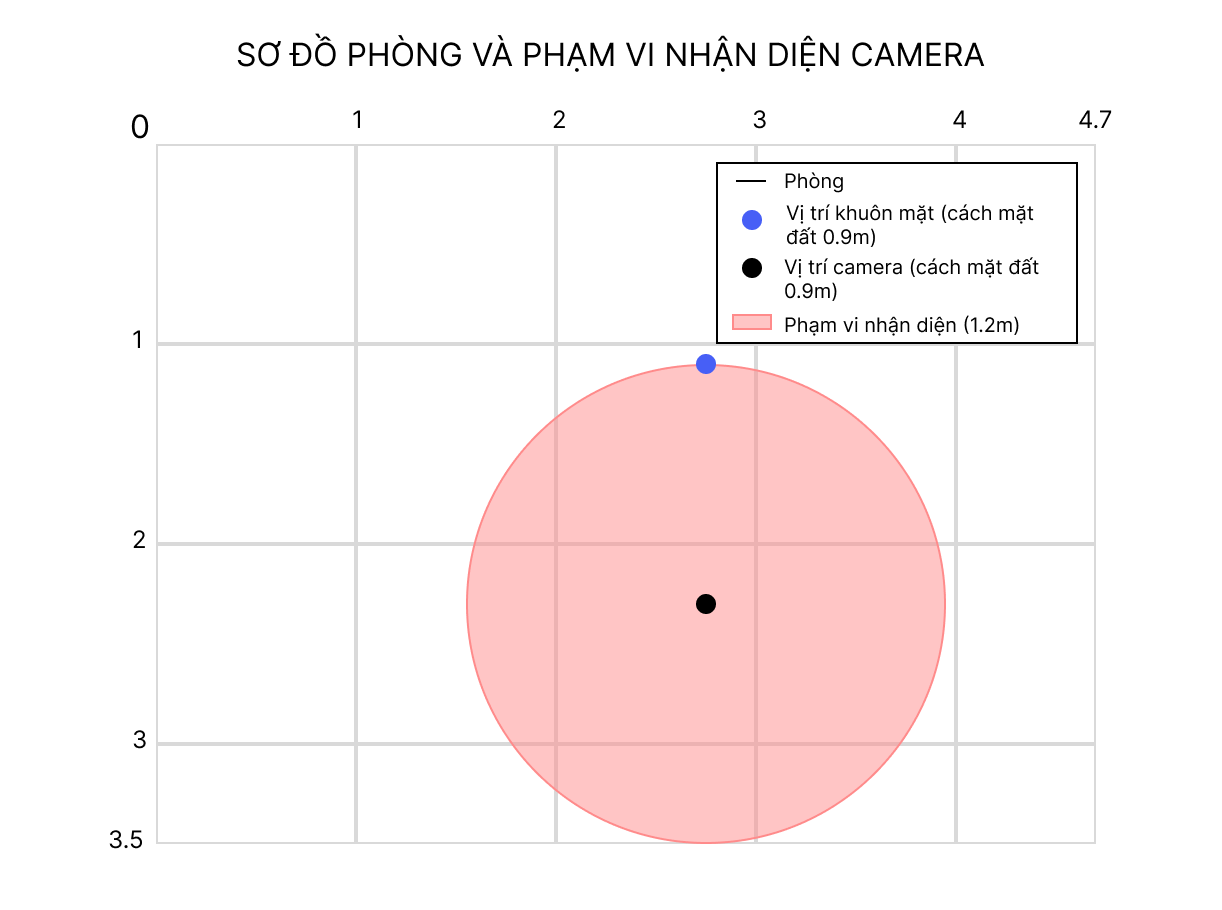 SƠ ĐỒ PHÒNG VÀ PHẠM VI NHẬN DIỆN CAMERA
0 1 2 3 4 4.7
Phòng
Vị trí khuôn mặt (cách mặt
đất 0.9m)
Vị trí camera (cách mặt đất
0.9m)
Phạm vi nhận diện (1.2m)
1
2
3
3.5